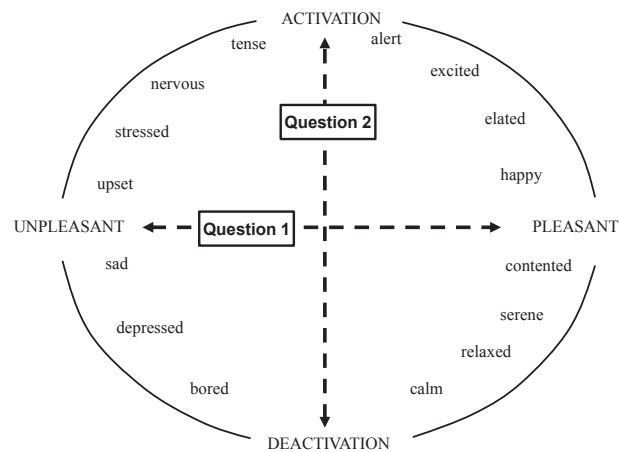 ACTIVATION
tense
alert
excited
nervous
elated
Question 2
stressed
happy
upset
UNPLEASANT
Question 1
PLEASANT
sad
contented
serene
depressed
relaxed
bored
calm
DEACTIVATION